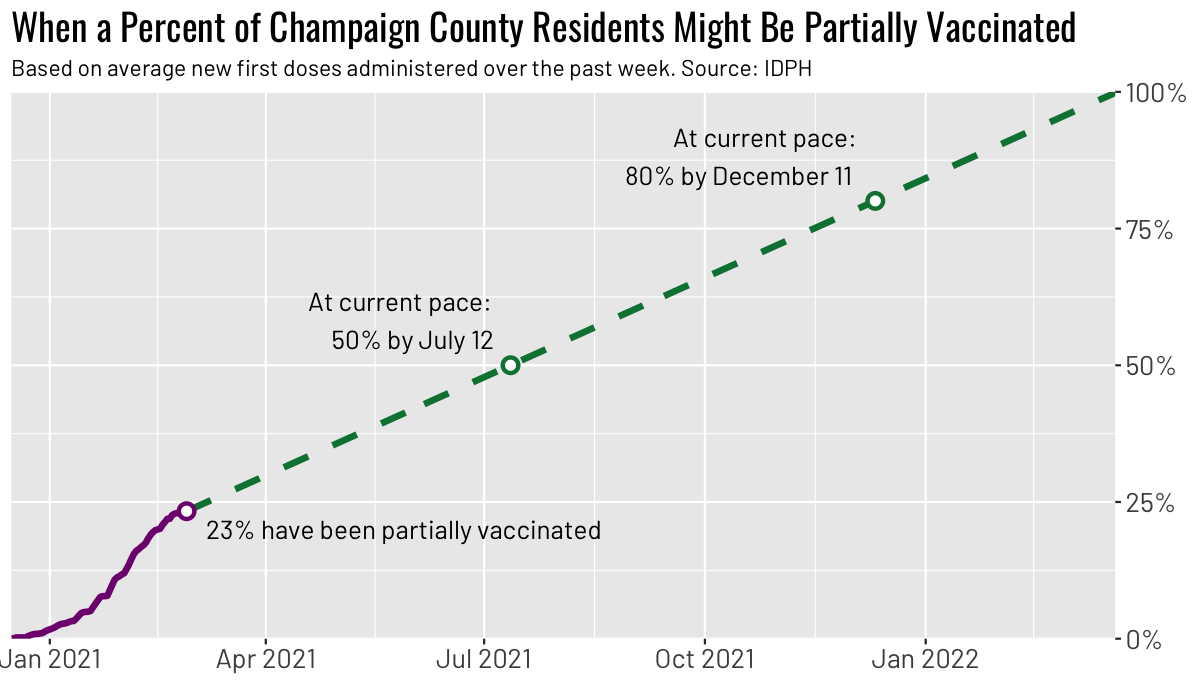 When a Percent of Champaign County Residents Might Be Partially Vaccinated
Based on average new first doses administered over the past week. Source: IDPH
100%
At current pace:
80% by December 11
75%
At current pace:
50% by July 12
50%
25%
23% have been partially vaccinated
0%
Jan 2021
Apr 2021
Jul 2021
Oct 2021
Jan 2022